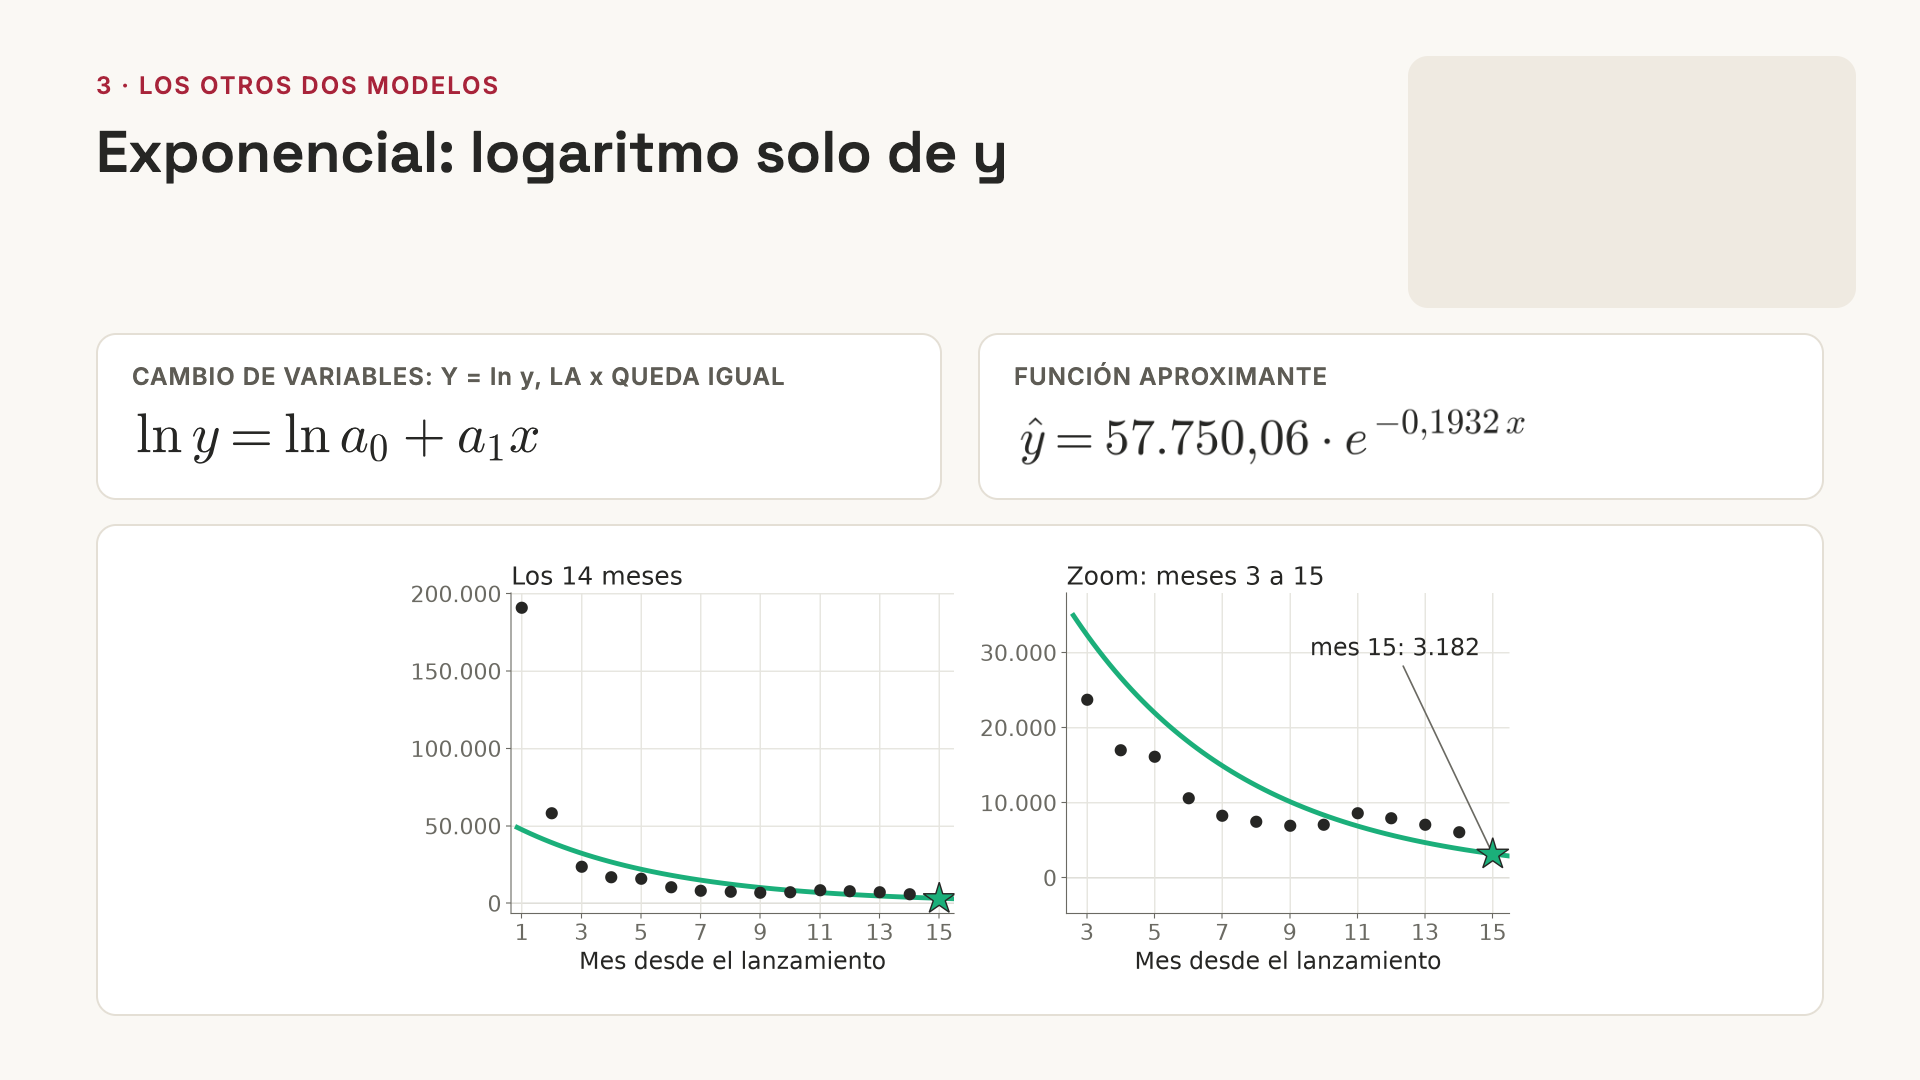 3 · LOS OTROS DOS MODELOS
Exponencial: logaritmo solo de y
CAMBIO DE VARIABLES: Y = ln y, LA x QUEDA IGUAL
ln y = ln a₀ + a₁x
FUNCIÓN APROXIMANTE
ŷ = 57.750,06 · e^(−0,1932 x)
Los 14 meses
200.000
150.000
100.000
50.000
0
1 3 5 7 9 11 13 15
Mes desde el lanzamiento
Zoom: meses 3 a 15
mes 15: 3.182
30.000
20.000
10.000
0
3 5 7 9 11 13 15
Mes desde el lanzamiento